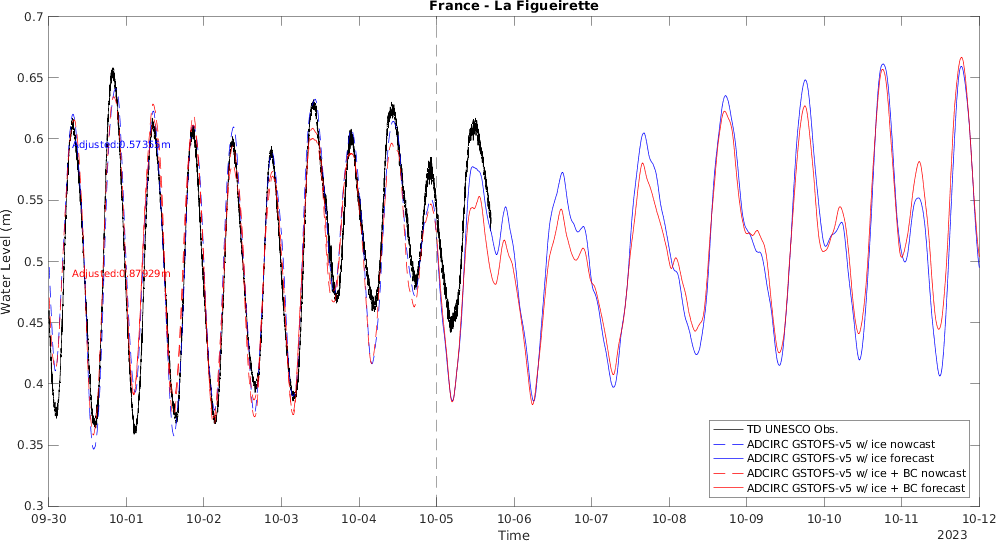 France - La Figueirette
0.7
0.65
0.6
0.55
0.5
0.45
0.4
0.35
0.3
Water Level (m)
Adjusted:0.87929m
09-30
10-01
10-02
10-03
10-04
10-05
10-06
10-07
10-08
10-09
10-10
10-11
10-12
Time
2023
TD UNESCO Obs.
ADCIRC GSTOFS-v5 w/ ice nowcast
ADCIRC GSTOFS-v5 w/ ice forecast
ADCIRC GSTOFS-v5 w/ ice + BC nowcast
ADCIRC GSTOFS-v5 w/ ice + BC forecast